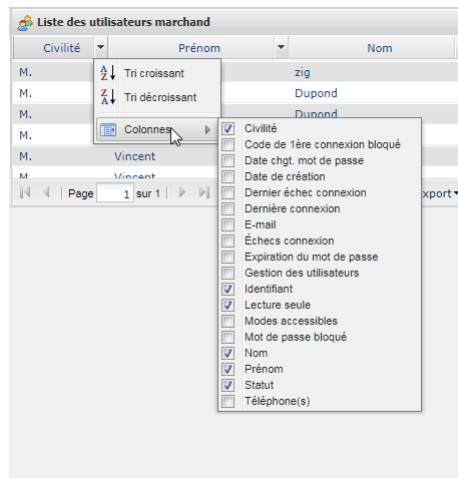 Liste des utilisateurs marchand
Civilité Prénom Nom
M. zig
M. Dupond
M. Dupond
M.
M. Vincent
M. Vincent
Tri croissant
Tri décroissant
Colonnes
Civilité
Code de 1ère connexion bloqué
Date chgt. mot de passe
Date de création
Dernier échec connexion
Dernière connexion
E-mail
Échecs connexion
Expiration du mot de passe
Gestion des utilisateurs
Identifiant
Lecture seule
Modes accessibles
Mot de passe bloqué
Nom
Prénom
Statut
Téléphone(s)
Page 1 sur 1 xport